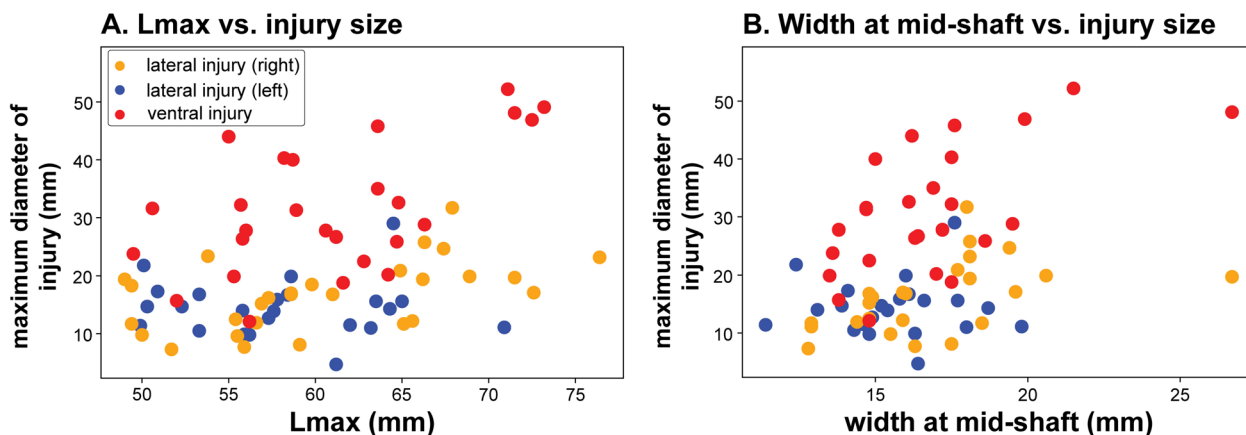 A. Lmax vs. injury size
lateral injury (right)
lateral injury (left)
ventral injury
maximum diameter of
injury (mm)
50
40
30
20
10
50
55
60
65
70
75
Lmax (mm)
B. Width at mid-shaft vs. injury size
maximum diameter of
injury (mm)
50
40
30
20
10
15
20
25
width at mid-shaft (mm)